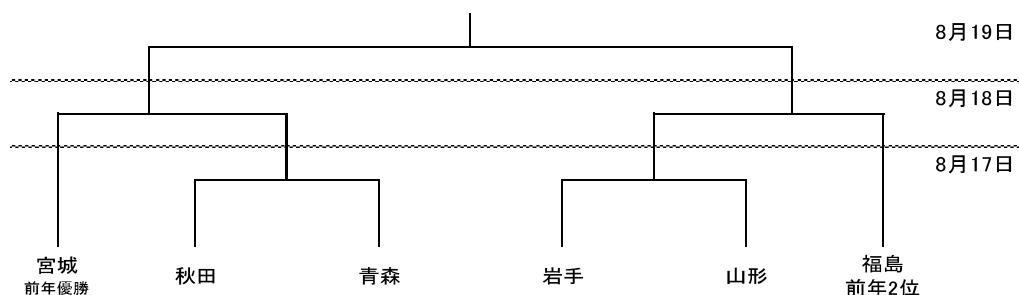 8月19日
8月18日
8月17日
宮城
前年優勝
秋田
青森
岩手
山形
福島
前年2位